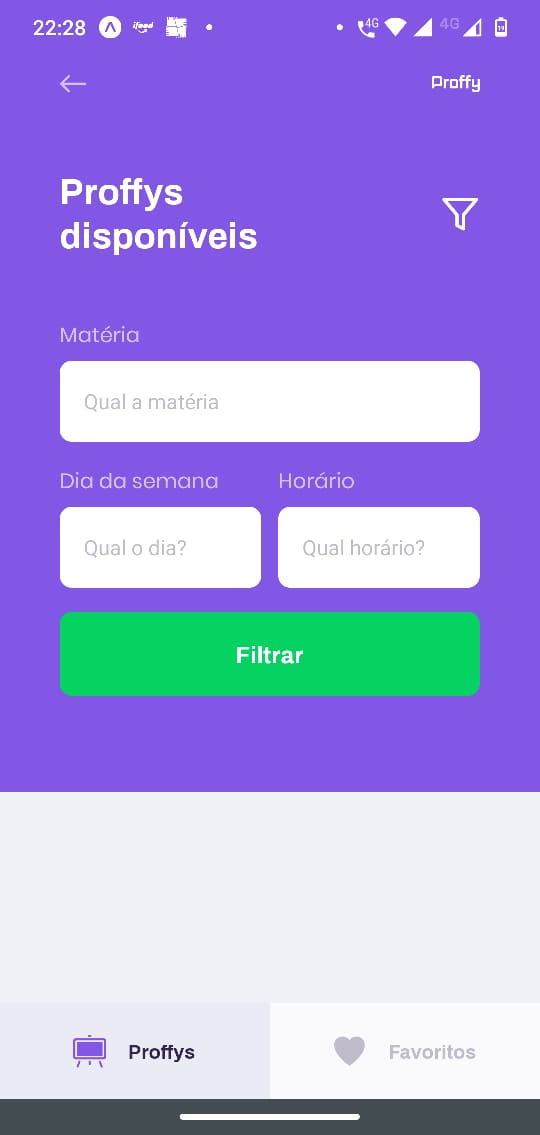 22:28 ifood 4G 4G 19
Proffy
Proffys
disponíveis
Matéria
Qual a matéria
Dia da semana Horário
Qual o dia? Qual horário?
Filtrar
Proffys Favoritos